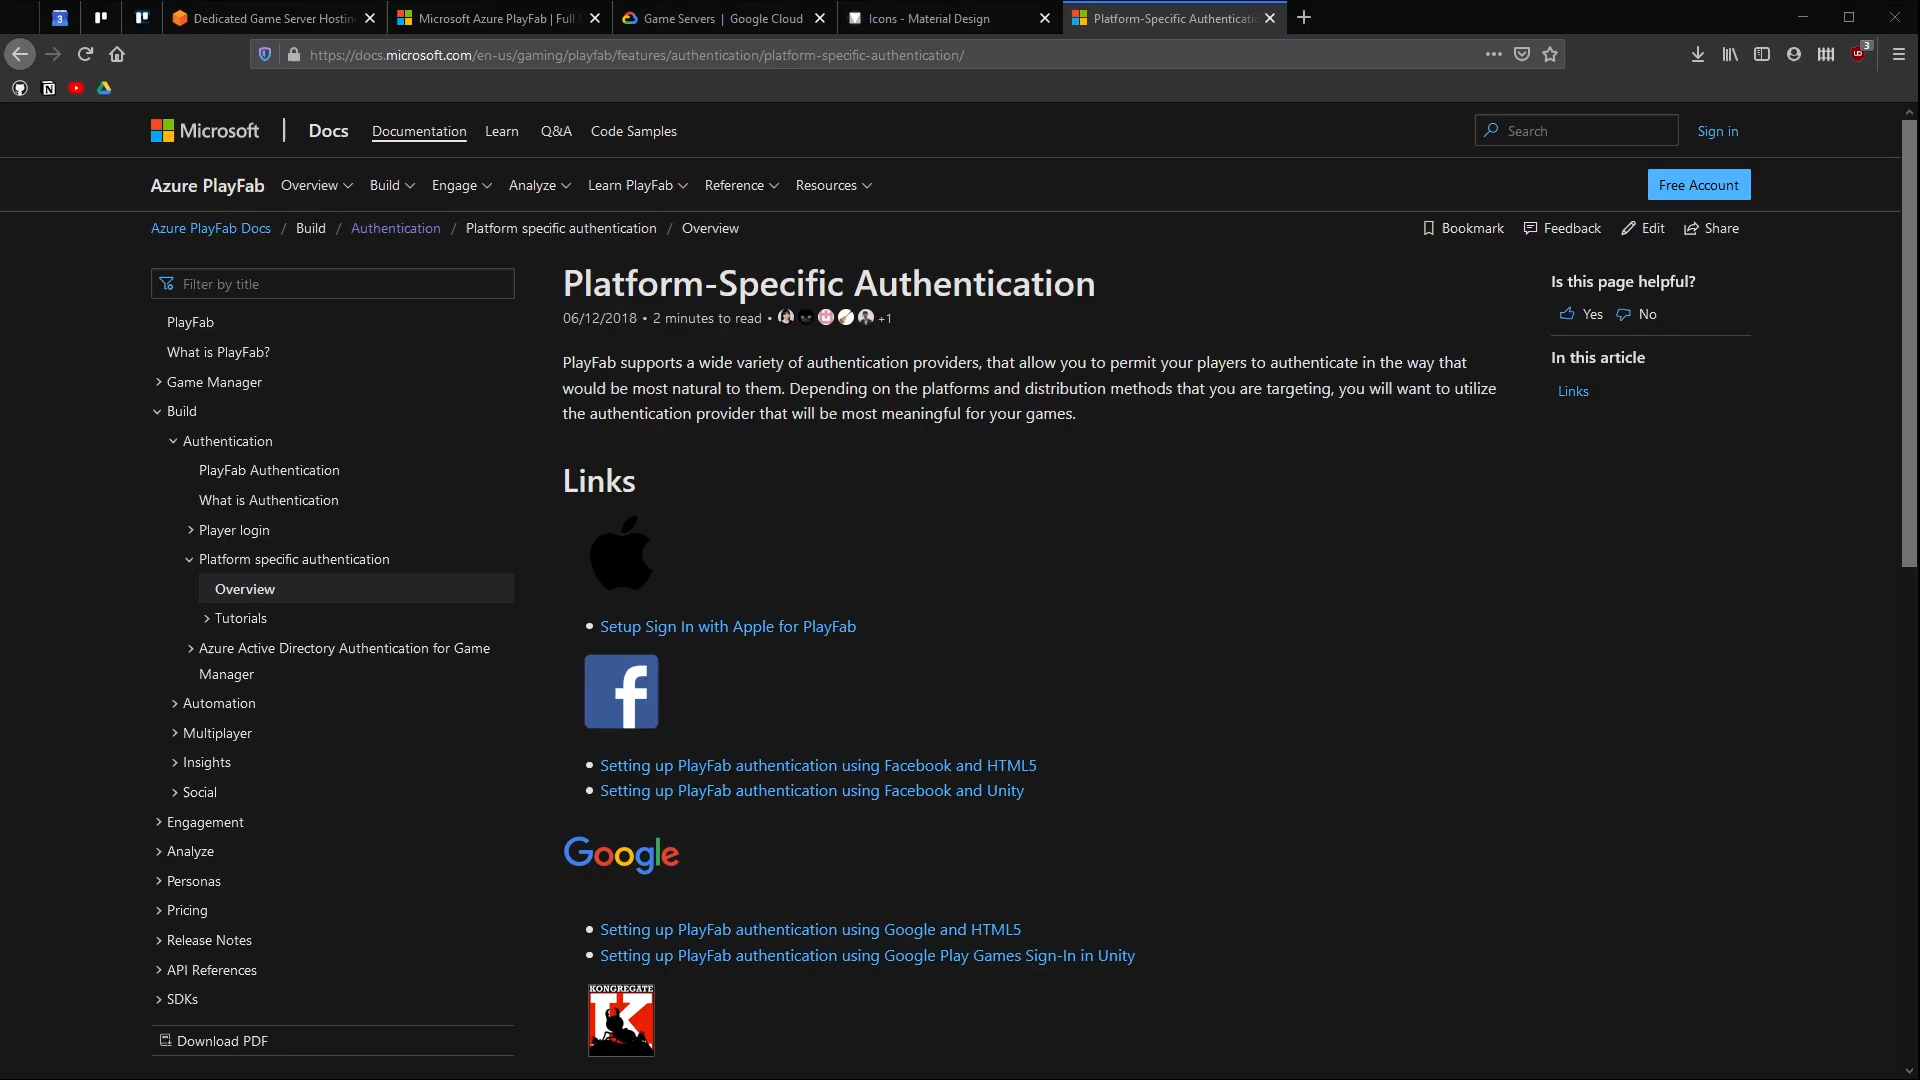 Dedicated Game Server Hostin
Microsoft Azure PlayFab | Full
Game Servers | Google Cloud
Icons - Material Design
Platform-Specific Authenticati
https://docs.microsoft.com/en-us/gaming/playfab/features/authentication/platform-specific-authentication/
3
Microsoft
Docs
Documentation
Learn
Q&A
Code Samples
Search
Sign in
Azure PlayFab
Overview
Build
Engage
Analyze
Learn PlayFab
Reference
Resources
Free Account
Azure PlayFab Docs / Build / Authentication / Platform specific authentication / Overview
Bookmark
Feedback
Edit
Share
Filter by title
PlayFab
What is PlayFab?
Game Manager
Build
Authentication
PlayFab Authentication
What is Authentication
Player login
Platform specific authentication
Overview
Tutorials
Azure Active Directory Authentication for Game
Manager
Automation
Multiplayer
Insights
Social
Engagement
Analyze
Personas
Pricing
Release Notes
API References
SDKs
Download PDF
Platform-Specific Authentication
06/12/2018 • 2 minutes to read • +1
PlayFab supports a wide variety of authentication providers, that allow you to permit your players to authenticate in the way that
would be most natural to them. Depending on the platforms and distribution methods that you are targeting, you will want to utilize
the authentication provider that will be most meaningful for your games.
Links
• Setup Sign In with Apple for PlayFab
f
• Setting up PlayFab authentication using Facebook and HTML5
• Setting up PlayFab authentication using Facebook and Unity
Google
• Setting up PlayFab authentication using Google and HTML5
• Setting up PlayFab authentication using Google Play Games Sign-In in Unity
KONGREGATE
K
Is this page helpful?
Yes
No
In this article
Links